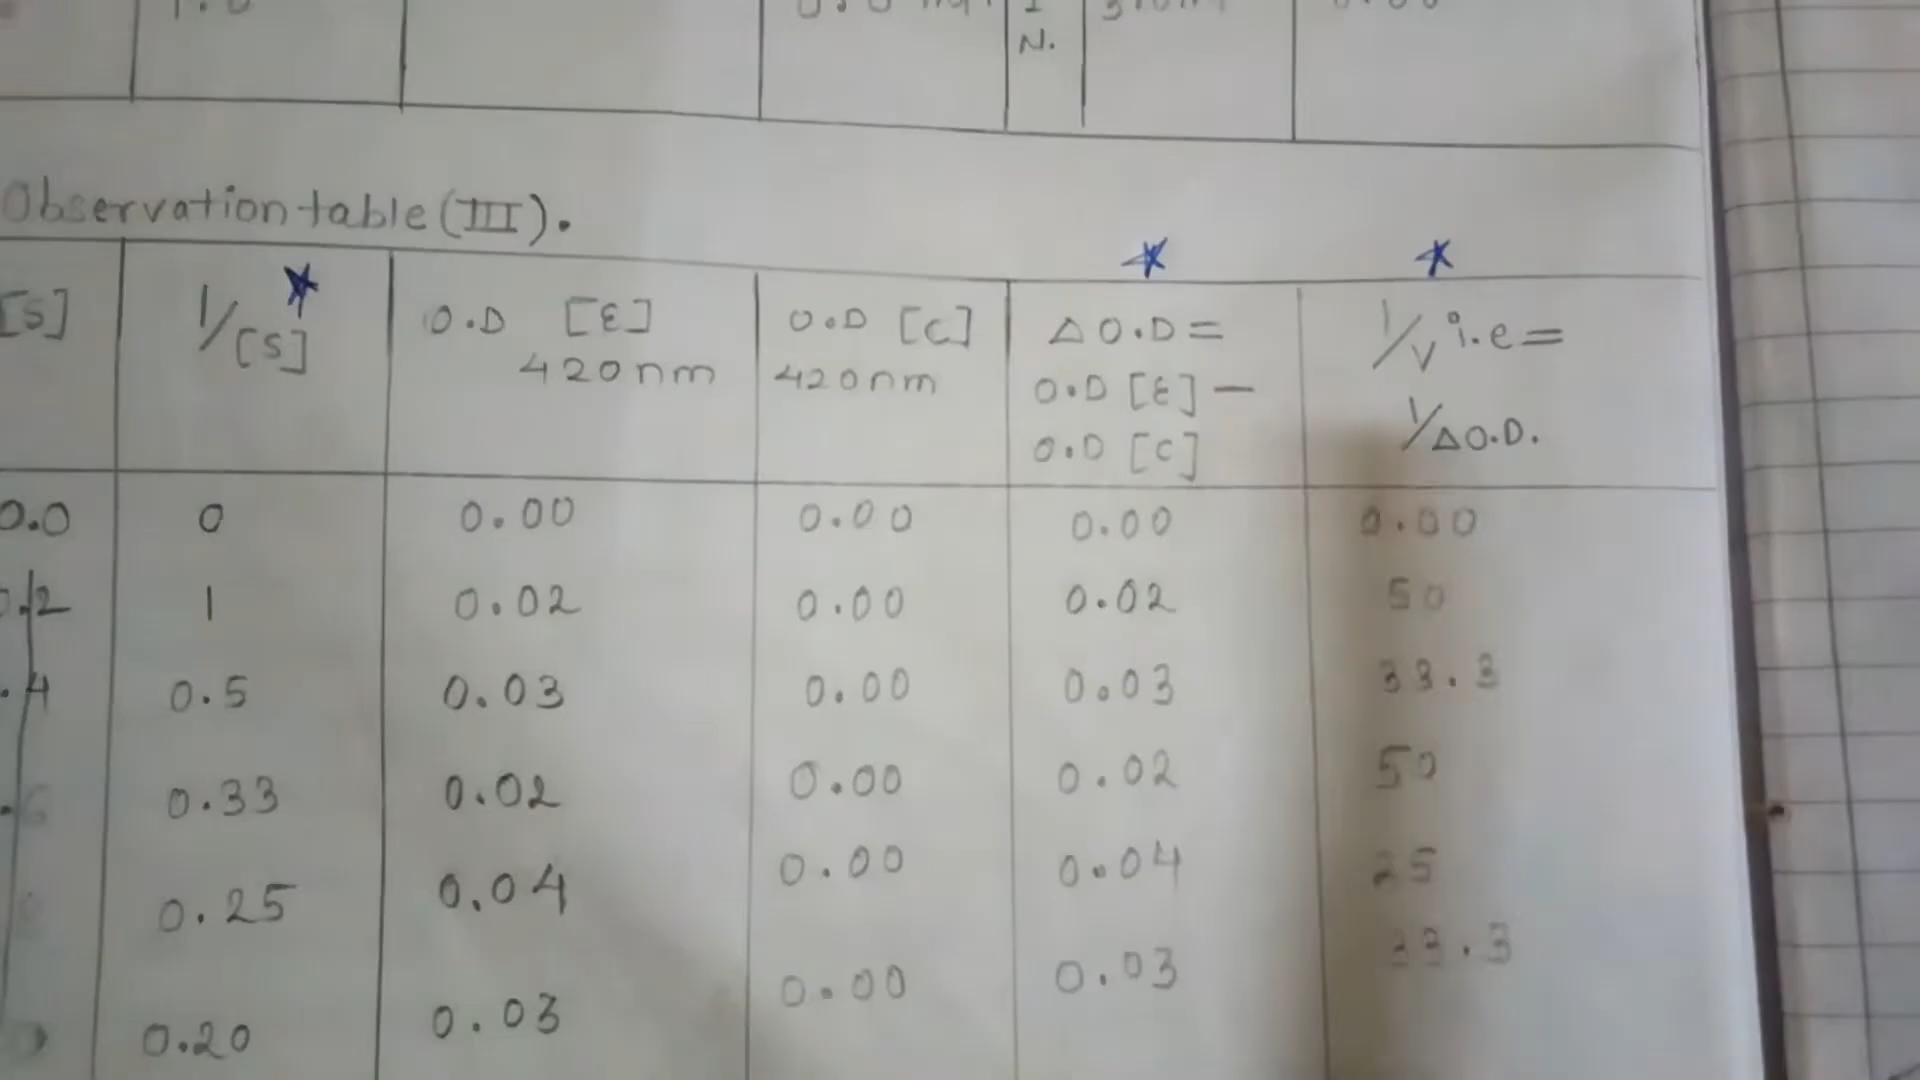 N.
Observation table (III).
[S] 1/[S] O.D [E] 420nm O.D [C] 420nm ΔO.D = O.D [E] - O.D [C] 1/V i.e = 1/ΔO.D.
0.0 0 0.00 0.00 0.00 0.00
0.2 1 0.02 0.00 0.02 50
.4 0.5 0.03 0.00 0.03 33.3
0.33 0.02 0.00 0.02 50
0.25 0.04 0.00 0.04 25
0.20 0.03 0.00 0.03 33.3